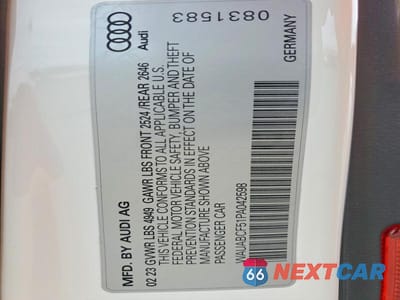 MFD. BY AUDI AG
02 23 GVWR LBS 4949 GAWR LBS FRONT 2524 /REAR 2646
THIS VEHICLE CONFORMS TO ALL APPLICABLE U.S.
FEDERAL MOTOR VEHICLE SAFETY, BUMPER AND THEFT
PREVENTION STANDARDS IN EFFECT ON THE DATE OF
MANUFACTURE SHOWN ABOVE
PASSENGER CAR
WAUABCF51PA042598
Audi
0831583
GERMANY
66 NEXTCAR